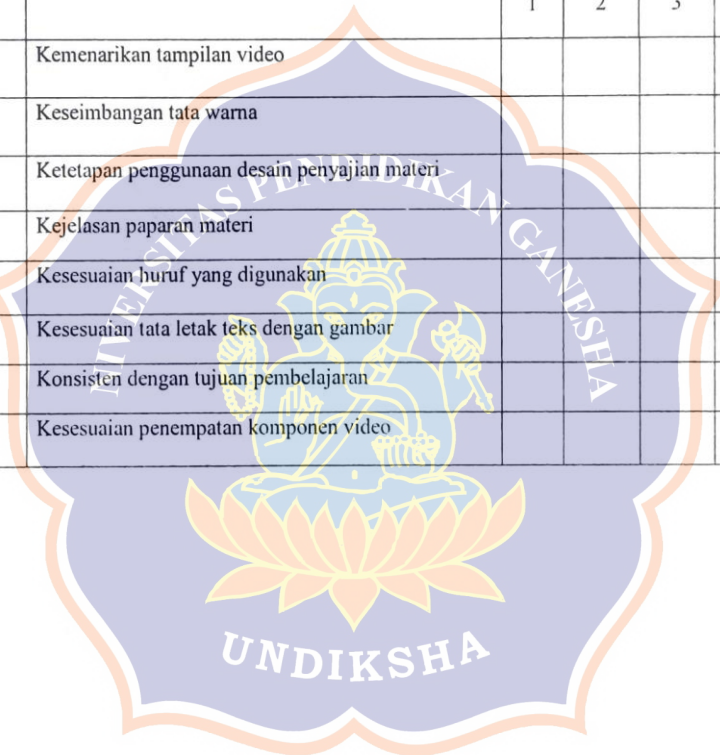 1 2 3
Kemenarikan tampilan video
Keseimbangan tata warna
Ketetapan penggunaan desain penyajian materi
Kejelasan paparan materi
Kesesuaian huruf yang digunakan
Kesesuaian tata letak teks dengan gambar
Konsisten dengan tujuan pembelajaran
Kesesuaian penempatan komponen video
NIVERSITAS PENDIDIKAN GANESHA
UNDIKSHA